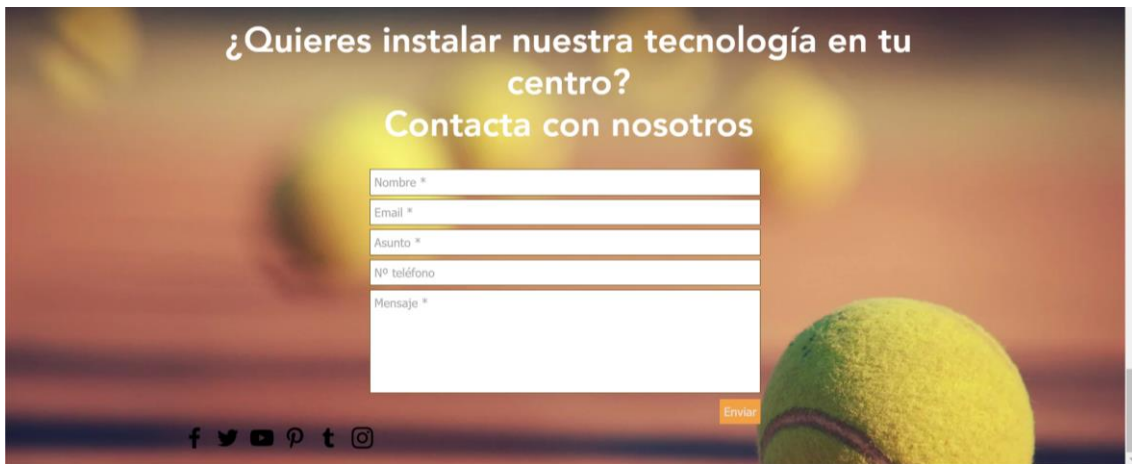 ¿Quieres instalar nuestra tecnología en tu
centro?
Contacta con nosotros
Nombre *
Email *
Asunto *
Nº teléfono
Mensaje *
Enviar